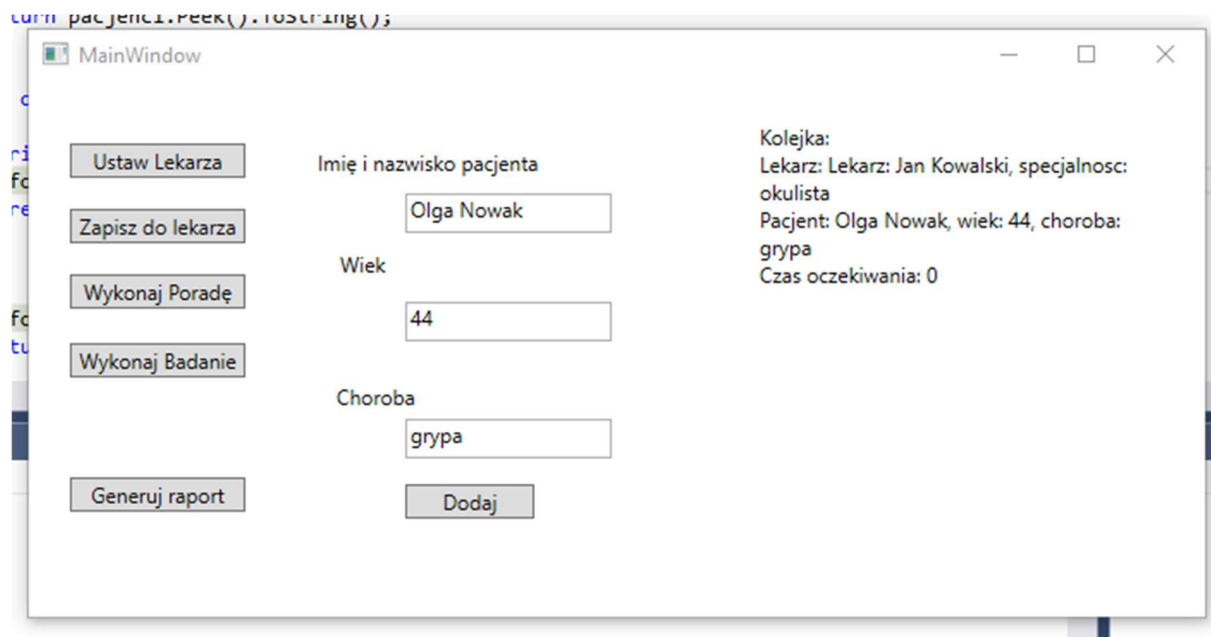 pacjenci.Peek().ToString();
MainWindow
Ustaw Lekarza
Zapisz do lekarza
Wykonaj Poradę
Wykonaj Badanie
Generuj raport
Imię i nazwisko pacjenta
Olga Nowak
Wiek
44
Choroba
grypa
Dodaj
Kolejka:
Lekarz: Lekarz: Jan Kowalski, specjalnosc:
okulista
Pacjent: Olga Nowak, wiek: 44, choroba:
grypa
Czas oczekiwania: 0